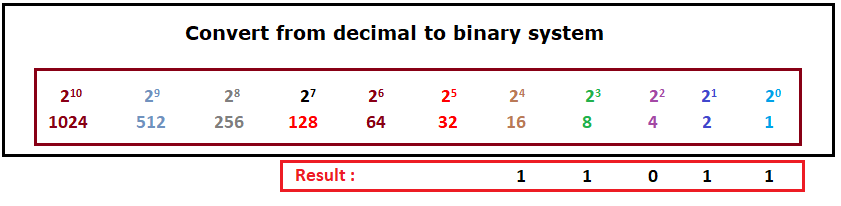 Convert from decimal to binary system
2¹⁰ 2⁹ 2⁸ 2⁷ 2⁶ 2⁵ 2⁴ 2³ 2² 2¹ 2⁰
1024 512 256 128 64 32 16 8 4 2 1
Result : 1 1 0 1 1